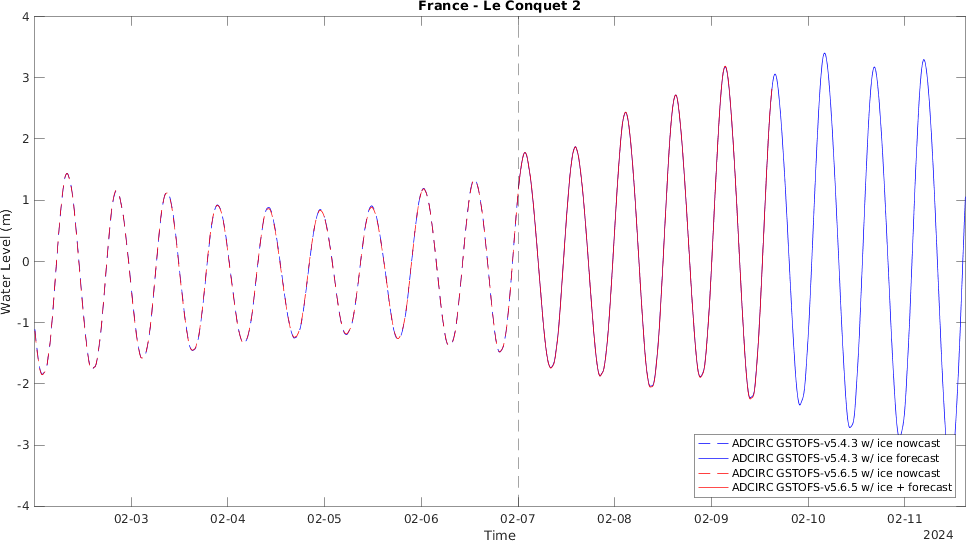 France - Le Conquet 2
4
3
2
1
0
-1
-2
-3
-4
Water Level (m)
ADCIRC GSTOFS-v5.4.3 w/ ice nowcast
ADCIRC GSTOFS-v5.4.3 w/ ice forecast
ADCIRC GSTOFS-v5.6.5 w/ ice nowcast
ADCIRC GSTOFS-v5.6.5 w/ ice + forecast
02-03 02-04 02-05 02-06 02-07 02-08 02-09 02-10 02-11
Time
2024